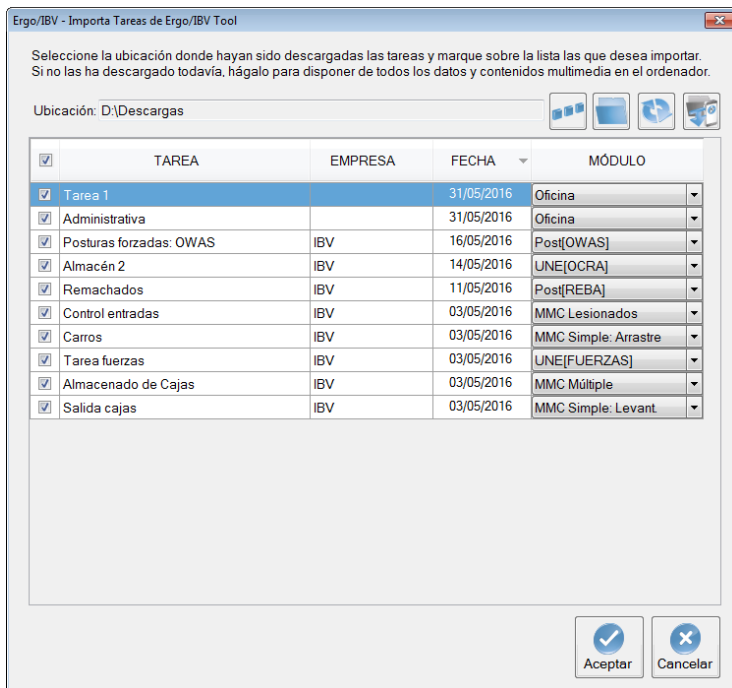 Ergo/IBV - Importa Tareas de Ergo/IBV Tool
Seleccione la ubicación donde hayan sido descargadas las tareas y marque sobre la lista las que desea importar.
Si no las ha descargado todavía, hágalo para disponer de todos los datos y contenidos multimedia en el ordenador.
Ubicación: D:\Descargas
TAREA EMPRESA FECHA MÓDULO
Tarea 1 31/05/2016 Oficina
Administrativa 31/05/2016 Oficina
Posturas forzadas: OWAS IBV 16/05/2016 Post[OWAS]
Almacén 2 IBV 14/05/2016 UNE[OCRA]
Remachados IBV 11/05/2016 Post[REBA]
Control entradas IBV 03/05/2016 MMC Lesionados
Carros IBV 03/05/2016 MMC Simple: Arrastre
Tarea fuerzas IBV 03/05/2016 UNE[FUERZAS]
Almacenado de Cajas IBV 03/05/2016 MMC Múltiple
Salida cajas IBV 03/05/2016 MMC Simple: Levant.
Aceptar Cancelar